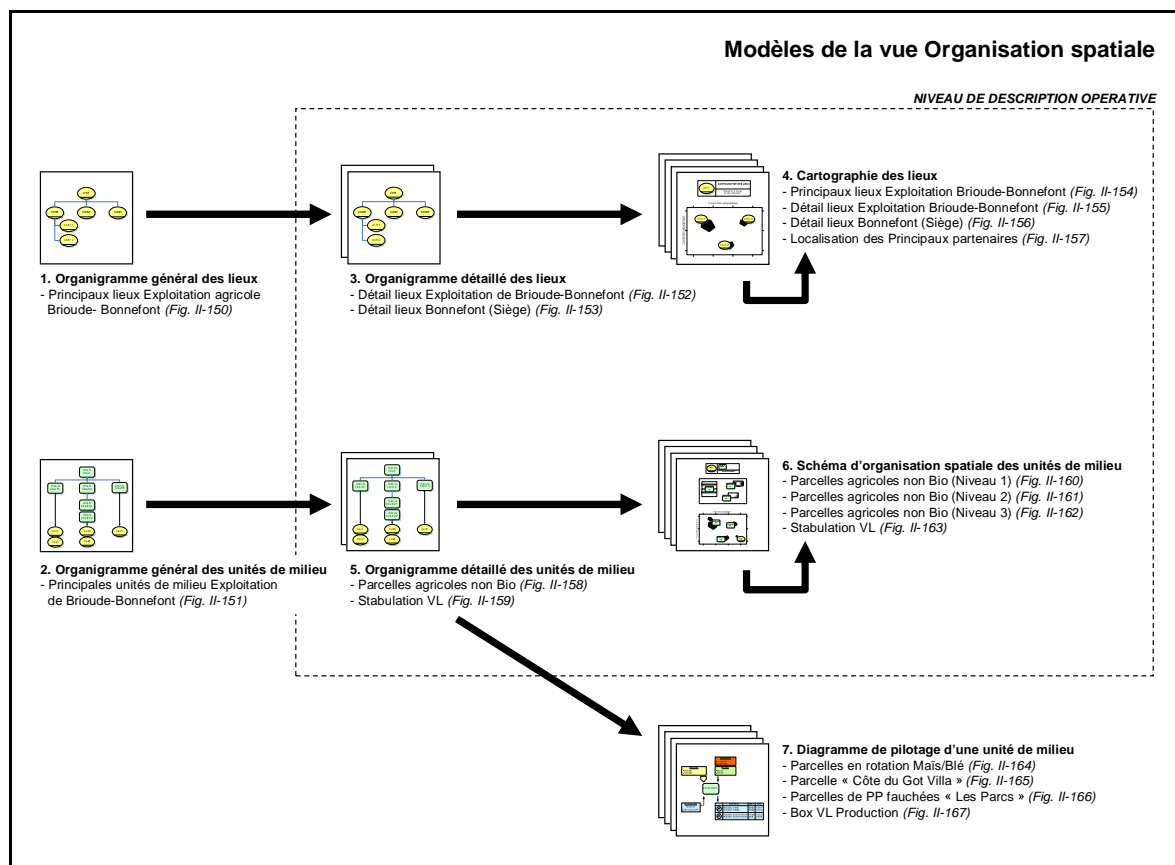 Modèles de la vue Organisation spatiale
NIVEAU DE DESCRIPTION OPERATIVE
1. Organigramme général des lieux
- Principaux lieux Exploitation agricole
Brioude- Bonnefont (Fig. II-150)
3. Organigramme détaillé des lieux
- Détail lieux Exploitation de Brioude-Bonnefont (Fig. II-152)
- Détail lieux Bonnefont (Siège) (Fig. II-153)
4. Cartographie des lieux
- Principaux lieux Exploitation Brioude-Bonnefont (Fig. II-154)
- Détail lieux Exploitation Brioude-Bonnefont (Fig. II-155)
- Détail lieux Bonnefont (Siège) (Fig. II-156)
- Localisation des Principaux partenaires (Fig. II-157)
2. Organigramme général des unités de milieu
- Principales unités de milieu Exploitation
de Brioude-Bonnefont (Fig. II-151)
5. Organigramme détaillé des unités de milieu
- Parcelles agricoles non Bio (Fig. II-158)
- Stabulation VL (Fig. II-159)
6. Schéma d'organisation spatiale des unités de milieu
- Parcelles agricoles non Bio (Niveau 1) (Fig. II-160)
- Parcelles agricoles non Bio (Niveau 2) (Fig. II-161)
- Parcelles agricoles non Bio (Niveau 3) (Fig. II-162)
- Stabulation VL (Fig. II-163)
7. Diagramme de pilotage d'une unité de milieu
- Parcelles en rotation Maïs/Blé (Fig. II-164)
- Parcelle « Côte du Got Villa » (Fig. II-165)
- Parcelles de PP fauchées « Les Parcs » (Fig. II-166)
- Box VL Production (Fig. II-167)